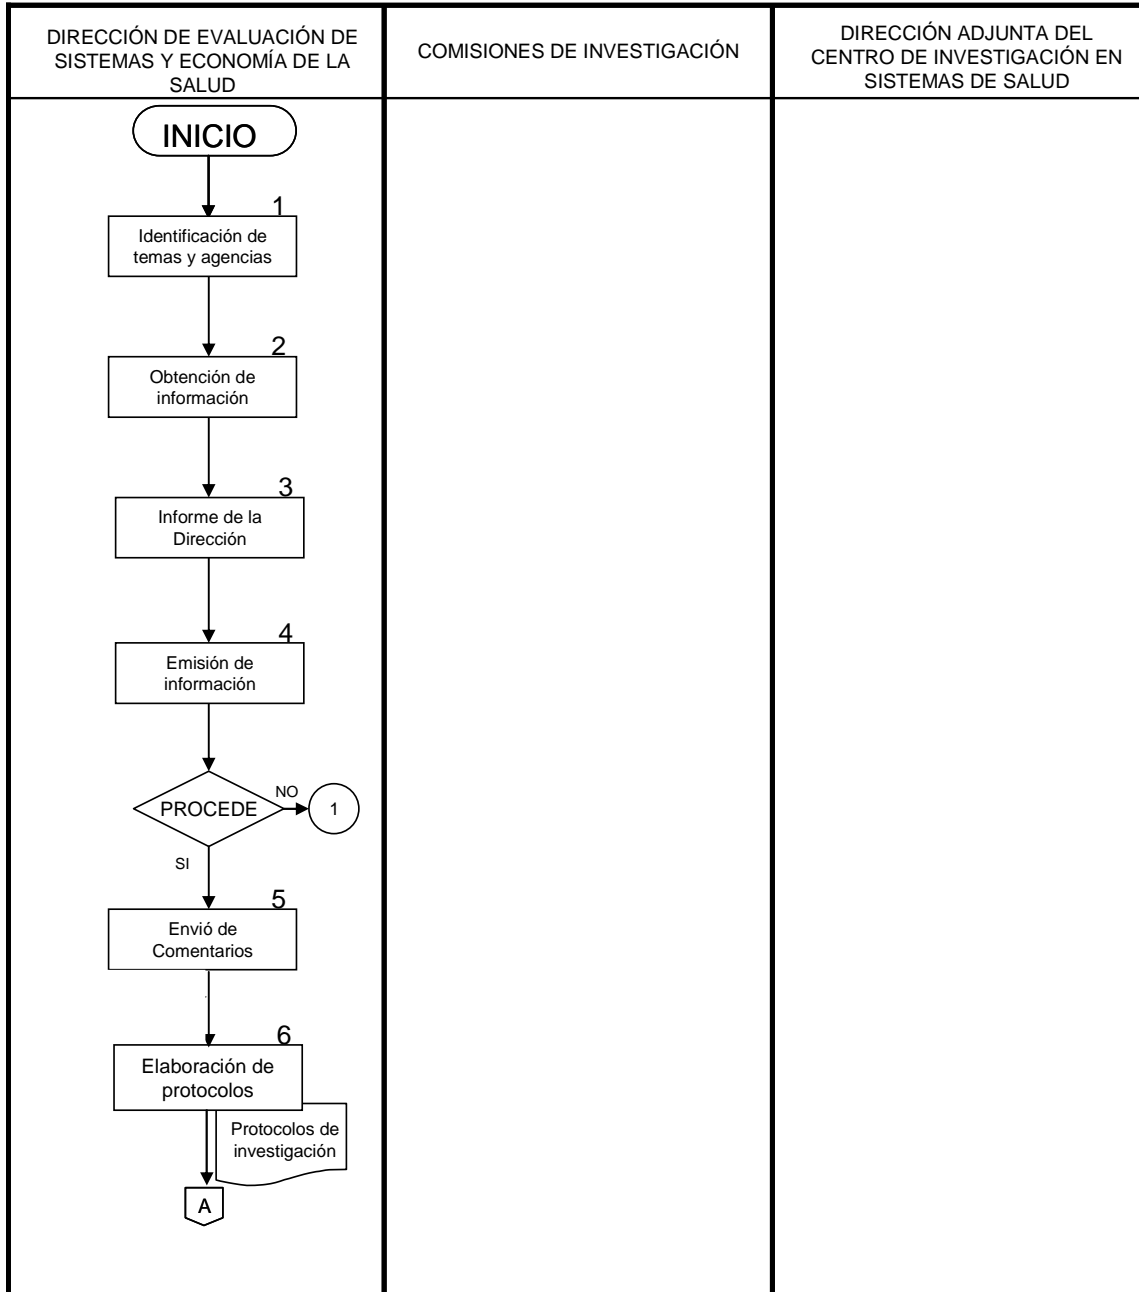 DIRECCIÓN DE EVALUACIÓN DE
SISTEMAS Y ECONOMÍA DE LA
SALUD
COMISIONES DE INVESTIGACIÓN
DIRECCIÓN ADJUNTA DEL
CENTRO DE INVESTIGACIÓN EN
SISTEMAS DE SALUD
INICIO
1
Identificación de
temas y agencias
2
Obtención de
información
3
Informe de la
Dirección
4
Emisión de
información
PROCEDE
NO
1
SI
5
Envió de
Comentarios
6
Elaboración de
protocolos
Protocolos de
investigación
A